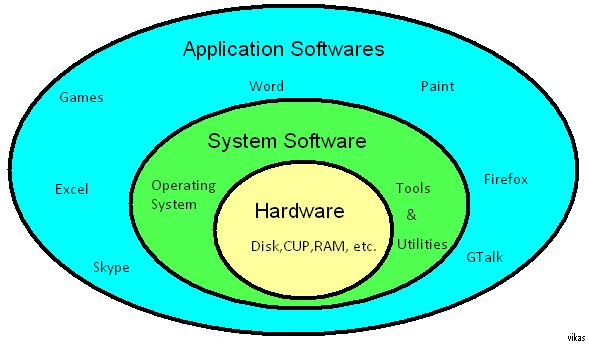 Application Softwares
Word
Paint
Games
System Software
Operating
System
Tools
&
Utilities
Hardware
Disk,CUP,RAM, etc.
Excel
Firefox
Skype
GTalk
vikas